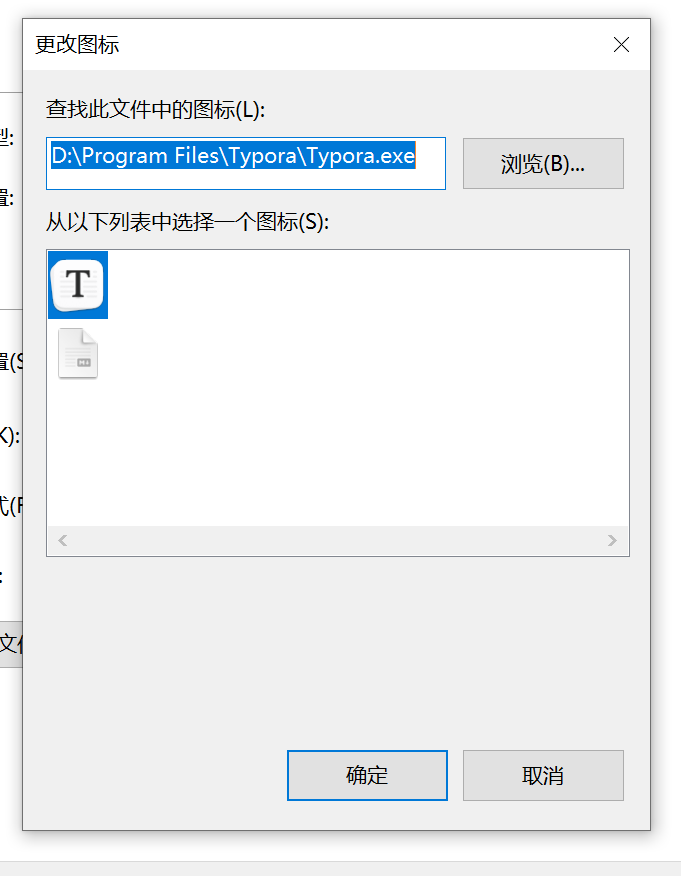 更改图标
查找此文件中的图标(L):
D:\Program Files\Typora\Typora.exe
浏览(B)...
从以下列表中选择一个图标(S):
T
型:
置:
置(S
K):
式(F
:
文件
确定
取消